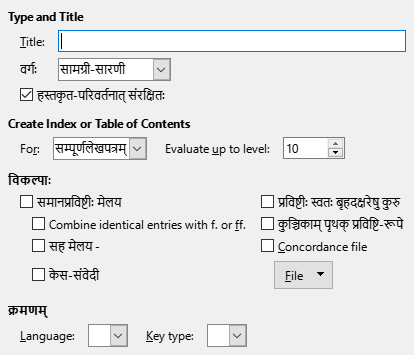 Type and Title
Title:
वर्गः सामग्री-सारणी
हस्तकृत-परिवर्तनात् संरक्षितः
Create Index or Table of Contents
For: सम्पूर्णलेखपत्रम् Evaluate up to level: 10
विकल्पाः
समानप्रविष्टीः मेलय प्रविष्टीः स्वतः बृहदक्षरेषु कुरु
Combine identical entries with f. or ff. कुञ्चिकाम् पृथक् प्रविष्टि-रूपे
सह मेलय - Concordance file
केस-संवेदी File
क्रमणम्
Language: Key type: